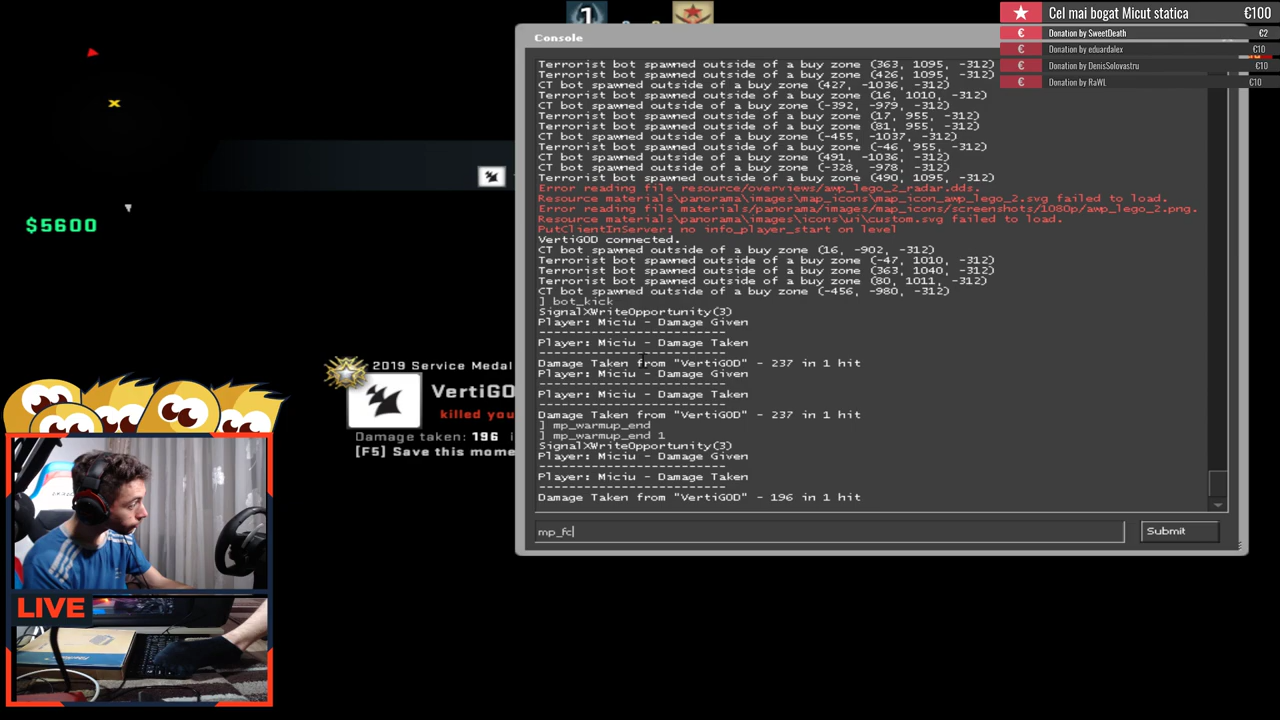 1
Cel mai bogat Micut statica €100
€ Donation by SweetDeath €2
€ Donation by eduardalex €10
€ Donation by DenisSolovastru €10
€ Donation by RaWL €10
Console
Terrorist bot spawned outside of a buy zone (363, 1095, -312)
Terrorist bot spawned outside of a buy zone (426, 1095, -312)
CT bot spawned outside of a buy zone (427, -1036, -312)
Terrorist bot spawned outside of a buy zone (16, 1010, -312)
CT bot spawned outside of a buy zone (-392, -979, -312)
Terrorist bot spawned outside of a buy zone (17, 955, -312)
Terrorist bot spawned outside of a buy zone (81, 955, -312)
CT bot spawned outside of a buy zone (-455, -1037, -312)
Terrorist bot spawned outside of a buy zone (-46, 955, -312)
CT bot spawned outside of a buy zone (491, -1036, -312)
CT bot spawned outside of a buy zone (-328, -978, -312)
Terrorist bot spawned outside of a buy zone (490, 1095, -312)
Error reading file resource/overviews/awp_lego_2_radar.dds.
Resource materials\panorama\images\map_icons\map_icon_awp_lego_2.svg failed to load.
Error reading file materials/panorama/images/map_icons/screenshots/1080p/awp_lego_2.png.
Resource materials\panorama\images\icons\ui\custom.svg failed to load.
PutClientInServer: no info_player_start on level
VertiGOD connected.
CT bot spawned outside of a buy zone (16, -902, -312)
Terrorist bot spawned outside of a buy zone (-47, 1010, -312)
Terrorist bot spawned outside of a buy zone (363, 1040, -312)
Terrorist bot spawned outside of a buy zone (80, 1011, -312)
CT bot spawned outside of a buy zone (-456, -980, -312)
] bot_kick
SignalXWriteOpportunity(3)
Player: Miciu - Damage Given
-------------------------
Player: Miciu - Damage Taken
-------------------------
Damage Taken from "VertiGOD" - 237 in 1 hit
Player: Miciu - Damage Given
-------------------------
Player: Miciu - Damage Taken
-------------------------
Damage Taken from "VertiGOD" - 237 in 1 hit
] mp_warmup_end
] mp_warmup_end 1
SignalXWriteOpportunity(3)
Player: Miciu - Damage Given
-------------------------
Player: Miciu - Damage Taken
-------------------------
Damage Taken from "VertiGOD" - 196 in 1 hit
mp_fc
Submit
$5600
2019 Service Medal
VertiGO
killed you
Damage taken: 196 i
[F5] Save this mome
LIVE